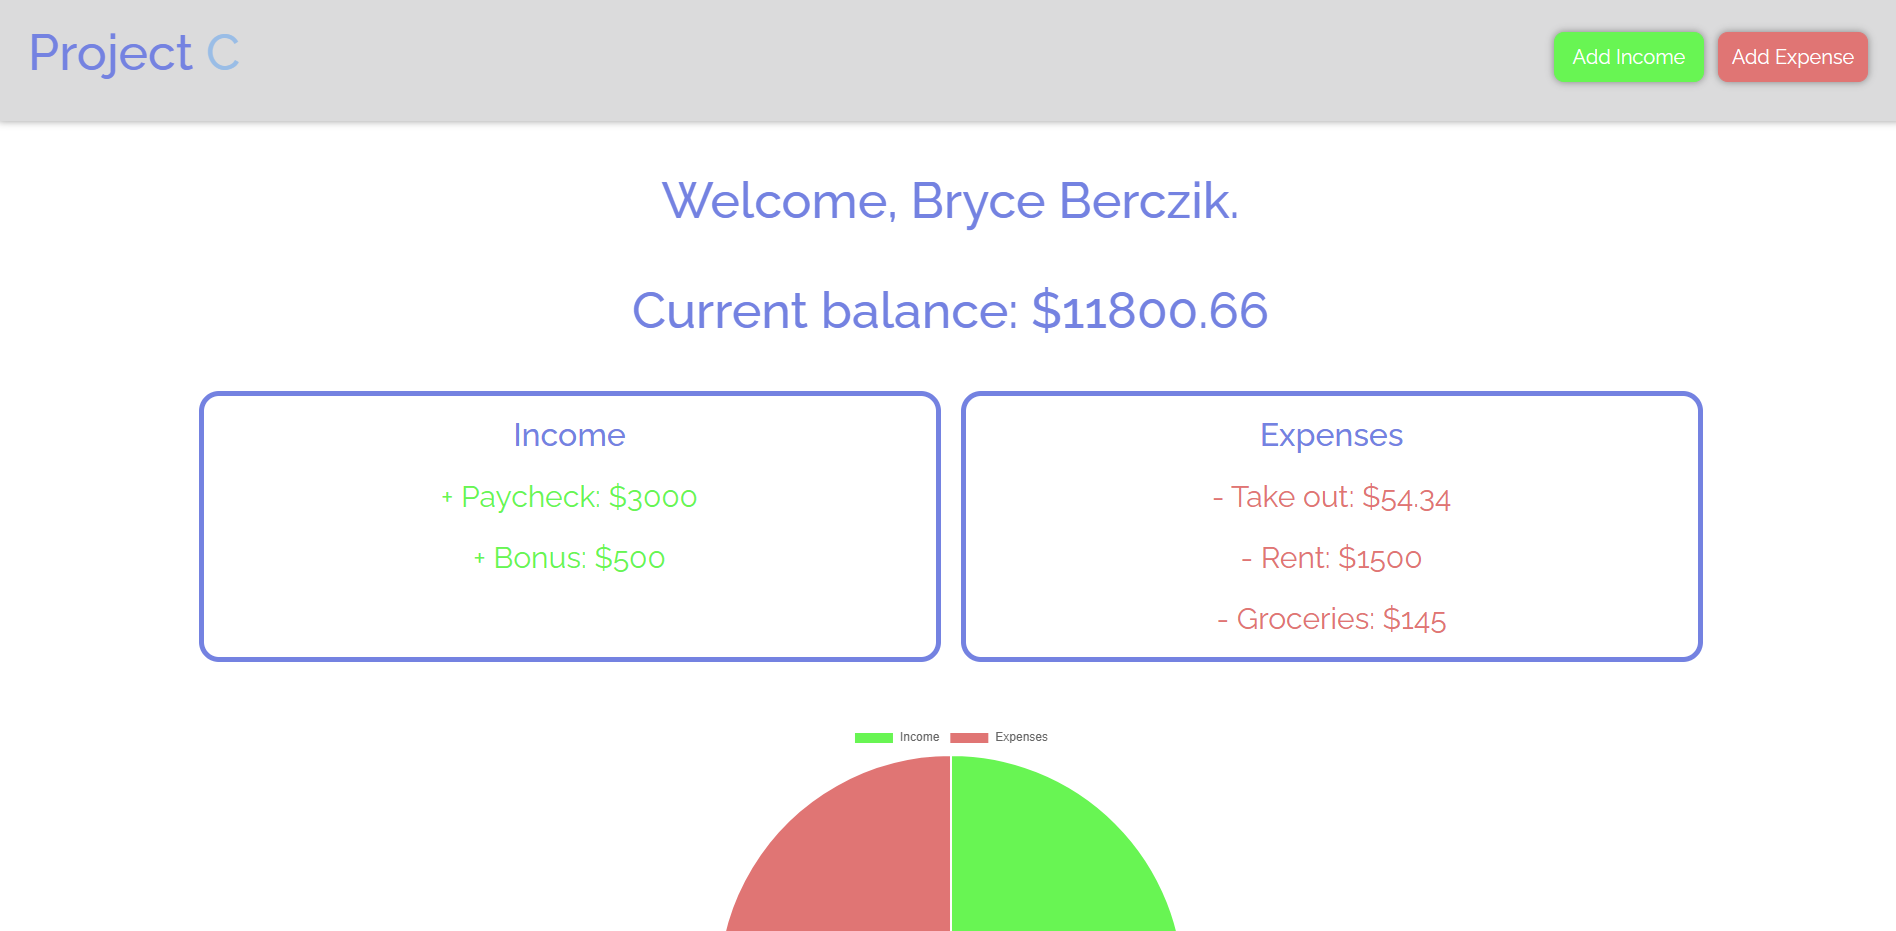 Project C
Add Income
Add Expense
Welcome, Bryce Berczik.
Current balance: $11800.66
Income
+ Paycheck: $3000
+ Bonus: $500
Expenses
- Take out: $54.34
- Rent: $1500
- Groceries: $145
Income
Expenses